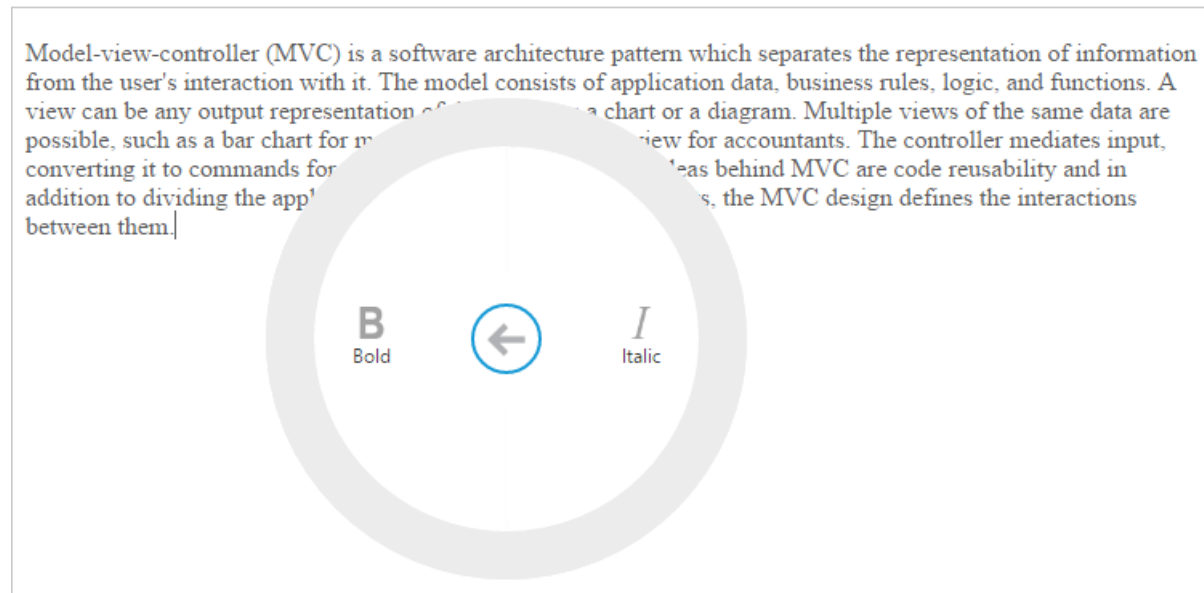 Model-view-controller (MVC) is a software architecture pattern which separates the representation of information
from the user's interaction with it. The model consists of application data, business rules, logic, and functions. A
view can be any output representation a chart or a diagram. Multiple views of the same data are
possible, such as a bar chart for for accountants. The controller mediates input,
converting it to commands for behind MVC are code reusability and in
addition to dividing the the MVC design defines the interactions
between them.
B
Bold
I
Italic